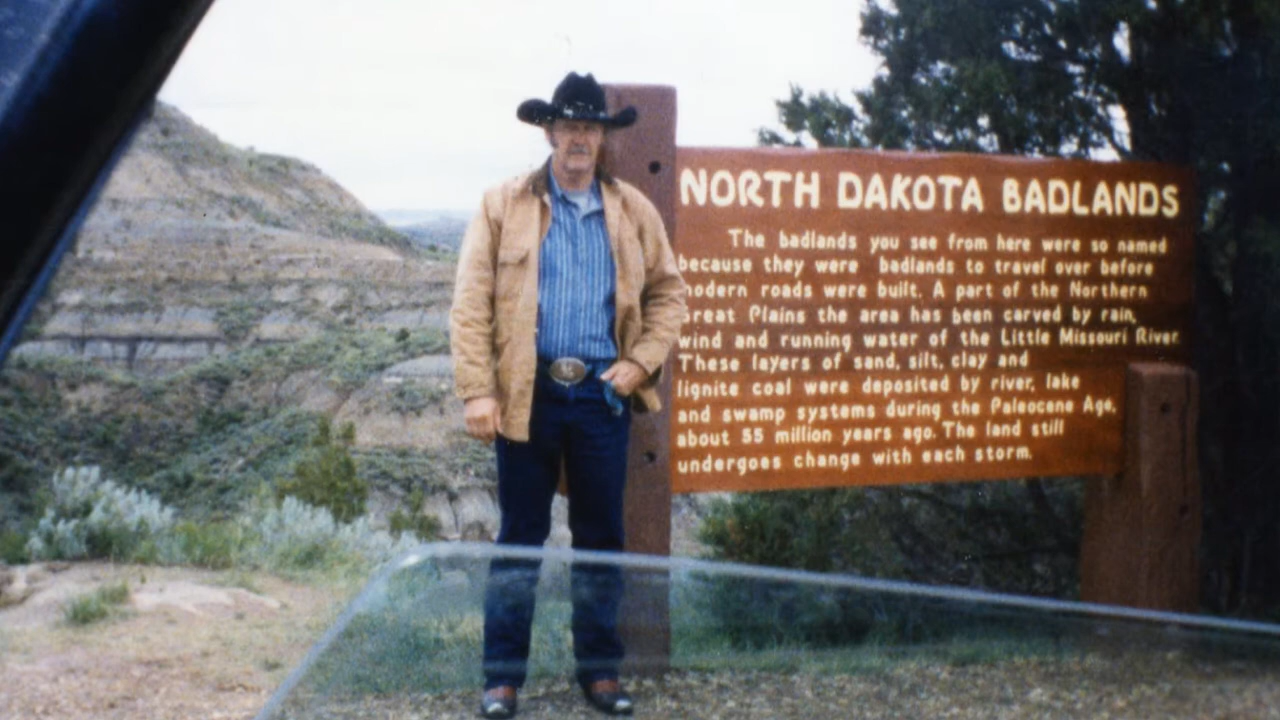 NORTH DAKOTA BADLANDS
The badlands you see from here were so named
because they were badlands to travel over before
modern roads were built. A part of the Northern
Great Plains the area has been carved by rain,
wind and running water of the Little Missouri River.
These layers of sand, silt, clay and
lignite coal were deposited by river, lake
and swamp systems during the Paleocene Age,
about 55 million years ago. The land still
undergoes change with each storm.